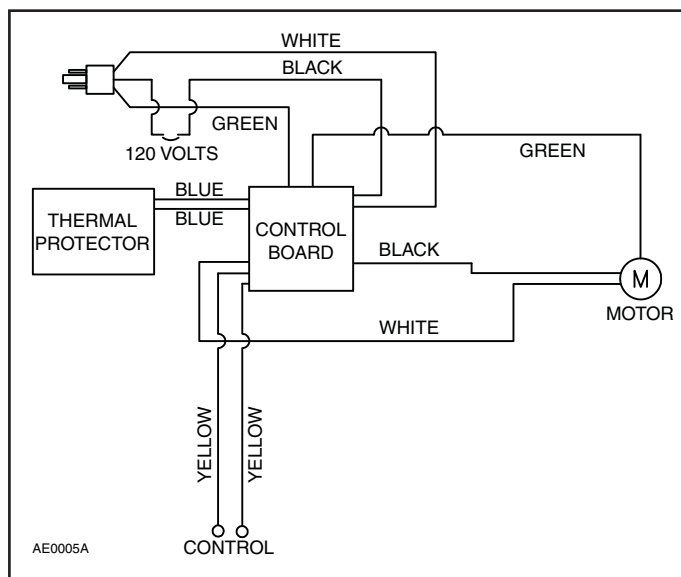 WHITE
BLACK
GREEN
120 VOLTS
GREEN
BLUE
BLUE
THERMAL
PROTECTOR
CONTROL
BOARD
BLACK
M
MOTOR
WHITE
YELLOW
YELLOW
CONTROL
AE0005A